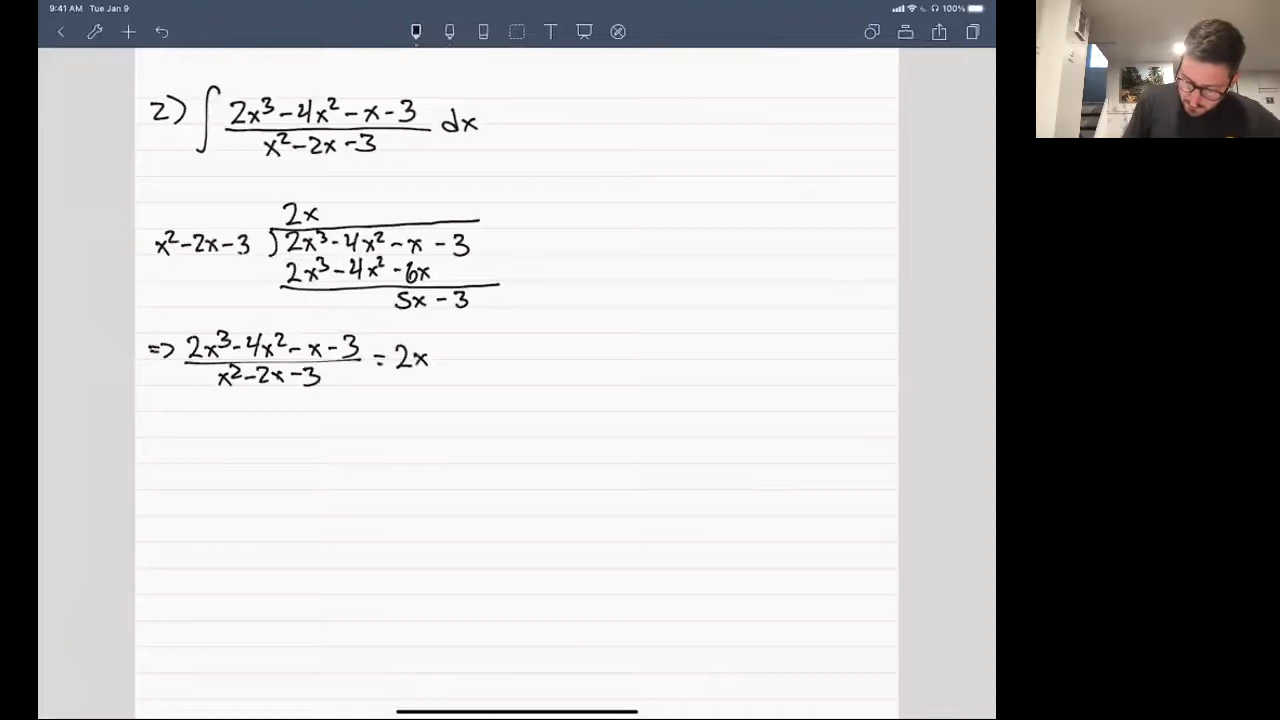 9:41 AM Tue Jan 9 100%
2) ∫ (2x³ - 4x² - x - 3)/(x² - 2x - 3) dx
2x
x² - 2x - 3 ) 2x³ - 4x² - x - 3
2x³ - 4x² - 6x
5x - 3
=> (2x³ - 4x² - x - 3)/(x² - 2x - 3) = 2x